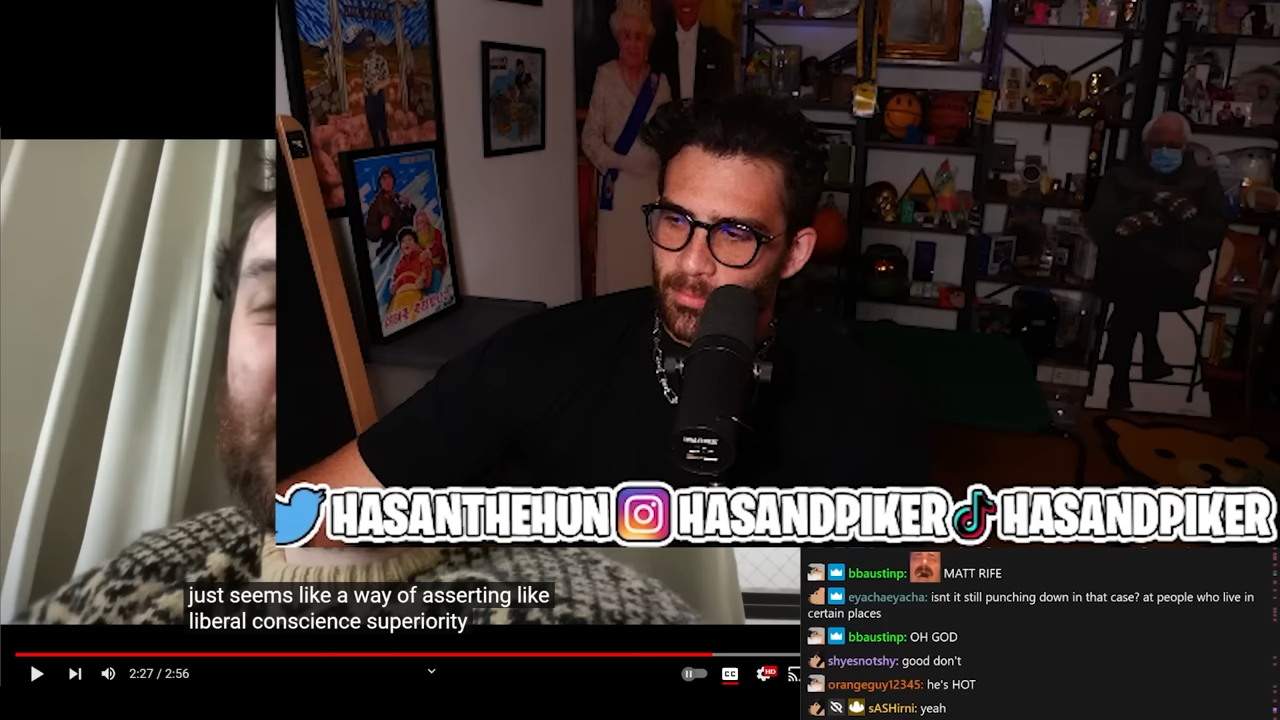 HASANTHEHUN HASANDPIKER HASANDPIKER
just seems like a way of asserting like
liberal conscience superiority
2:27 / 2:56
CC
HD
bbaustinp: MATT RIFE
eyachaeyacha: isnt it still punching down in that case? at people who live in
certain places
bbaustinp: OH GOD
shyesnotshy: good don't
orangeguy12345: he's HOT
sASHirni: yeah